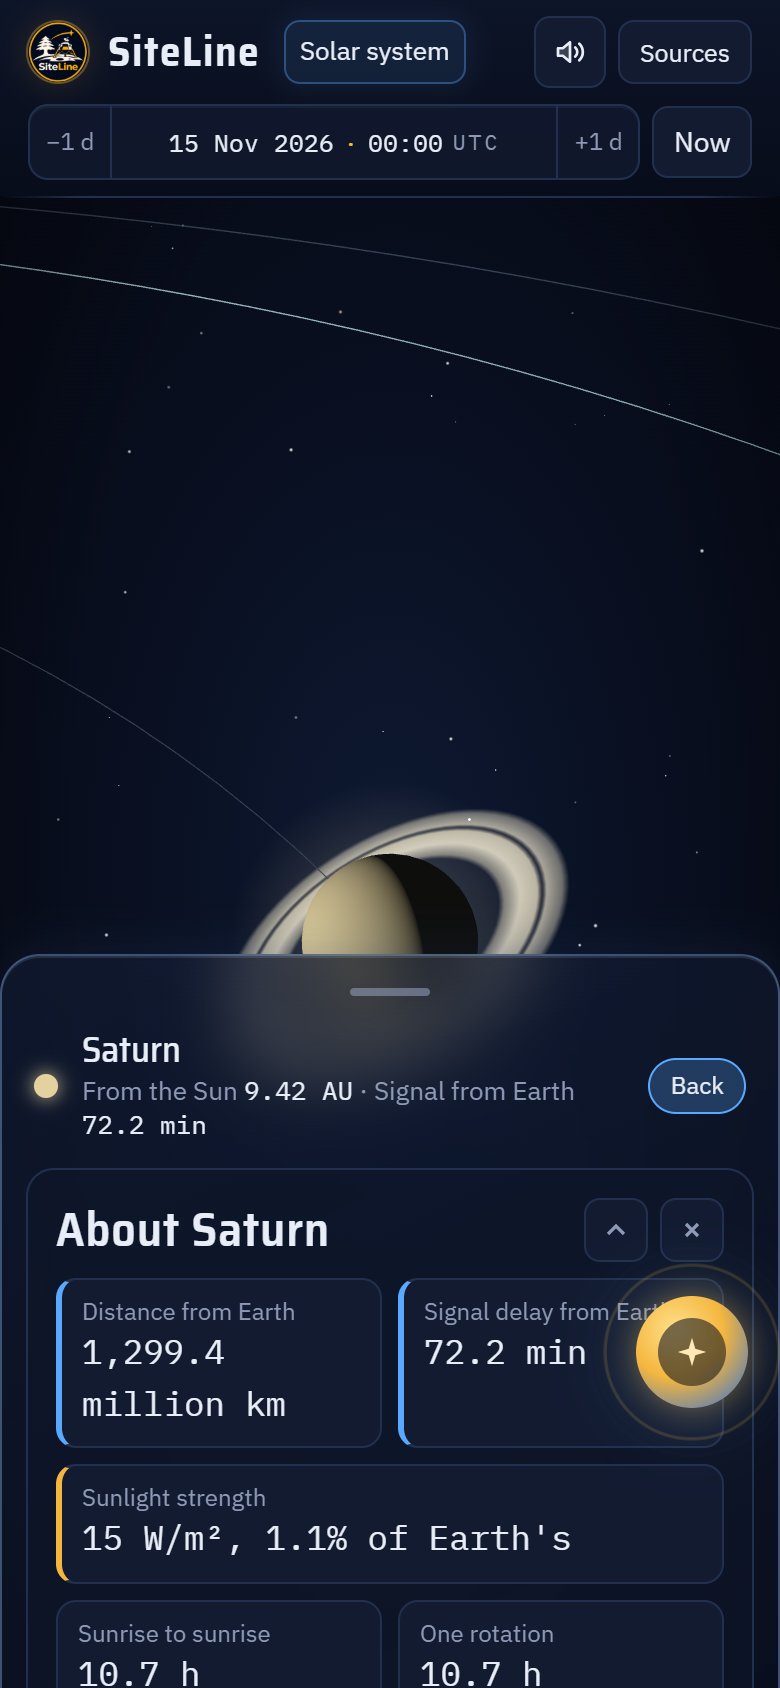 SiteLine
SiteLine
Solar system
Sources
−1 d
15 Nov 2026 · 00:00 UTC
+1 d
Now
Saturn
From the Sun 9.42 AU · Signal from Earth
72.2 min
Back
About Saturn
Distance from Earth
1,299.4
million km
Signal delay from
72.2 min
Sunlight strength
15 W/m², 1.1% of Earth's
Sunrise to sunrise
10.7 h
One rotation
10.7 h